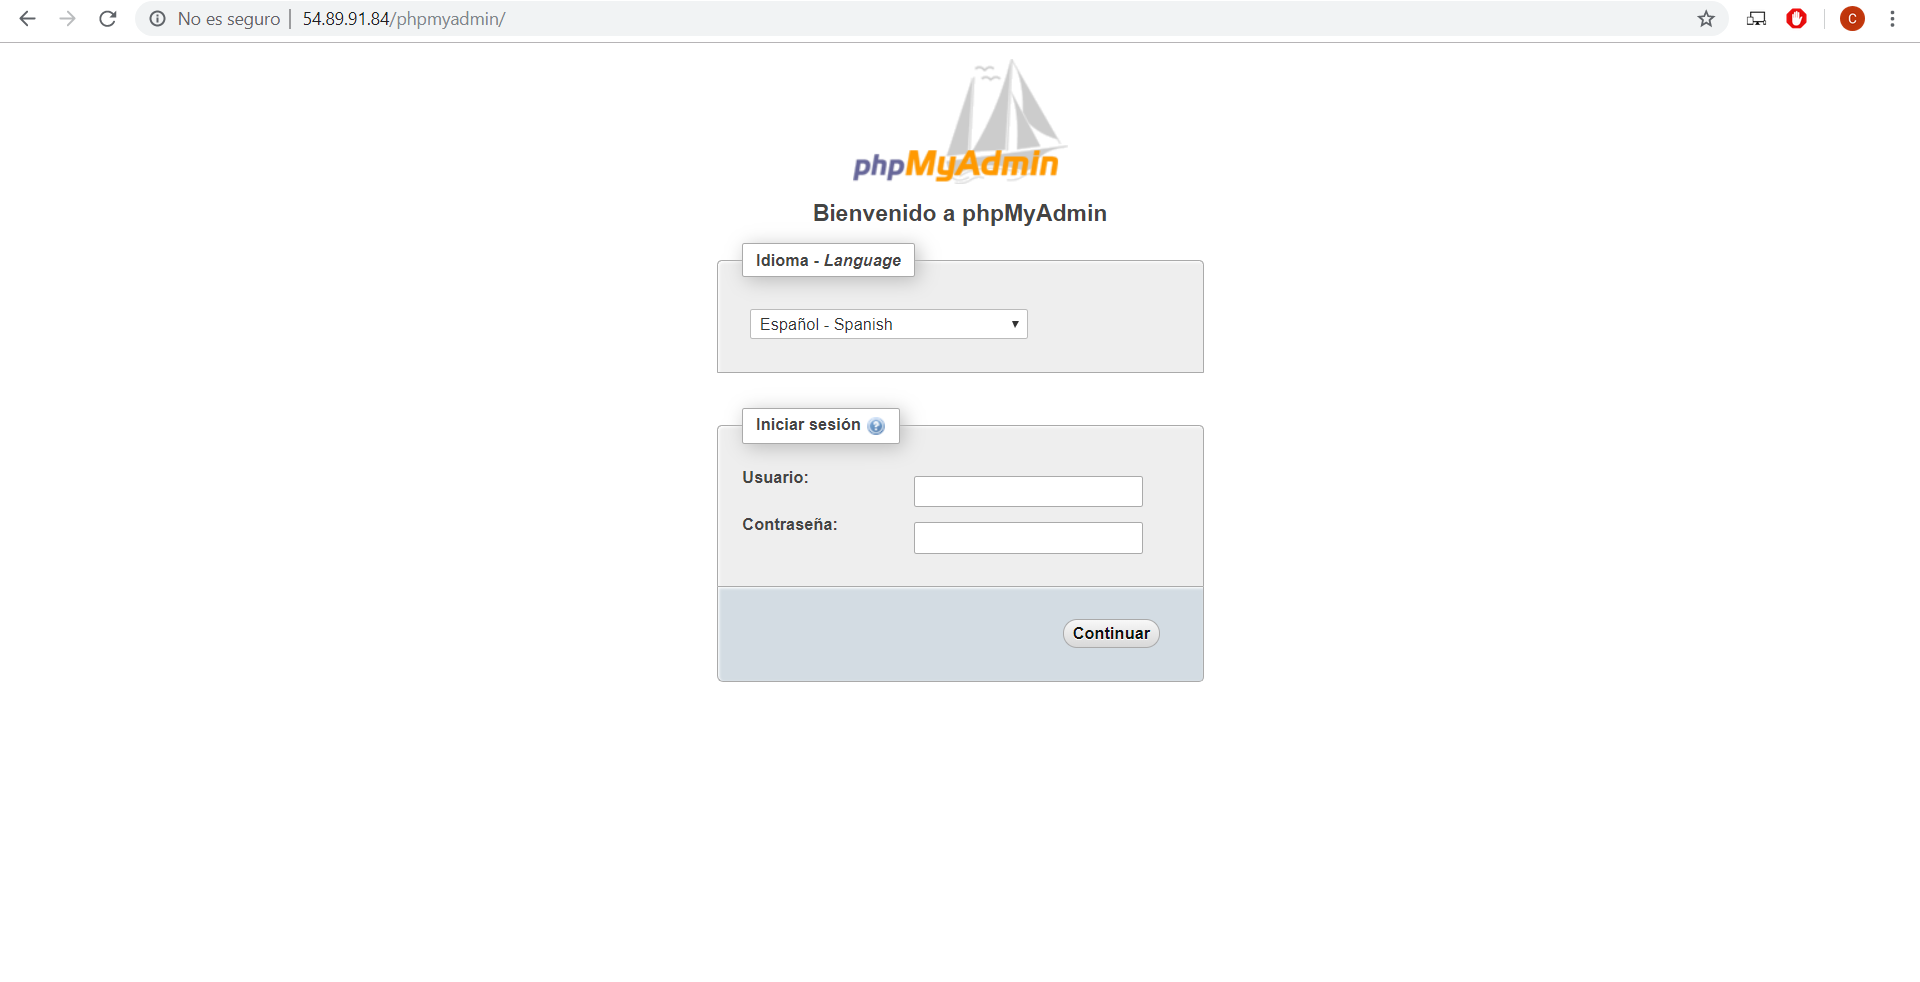 No es seguro | 54.89.91.84/phpmyadmin/
C
phpMyAdmin
Bienvenido a phpMyAdmin
Idioma - Language
Español - Spanish
Iniciar sesión
Usuario:
Contraseña:
Continuar